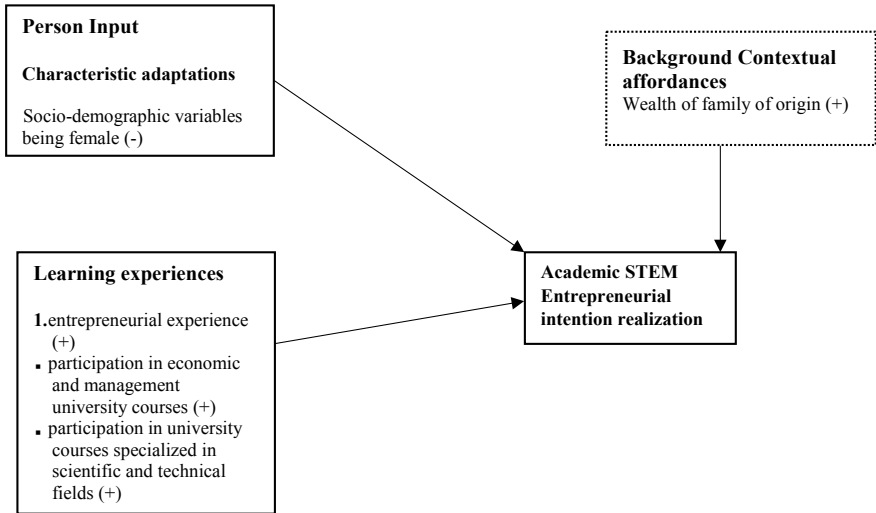 Person Input
Characteristic adaptations
Socio-demographic variables
being female (-)
Background Contextual
affordances
Wealth of family of origin (+)
Learning experiences
1.entrepreneurial experience
(+)
▪ participation in economic
and management
university courses (+)
▪ participation in university
courses specialized in
scientific and technical
fields (+)
Academic STEM
Entrepreneurial
intention realization